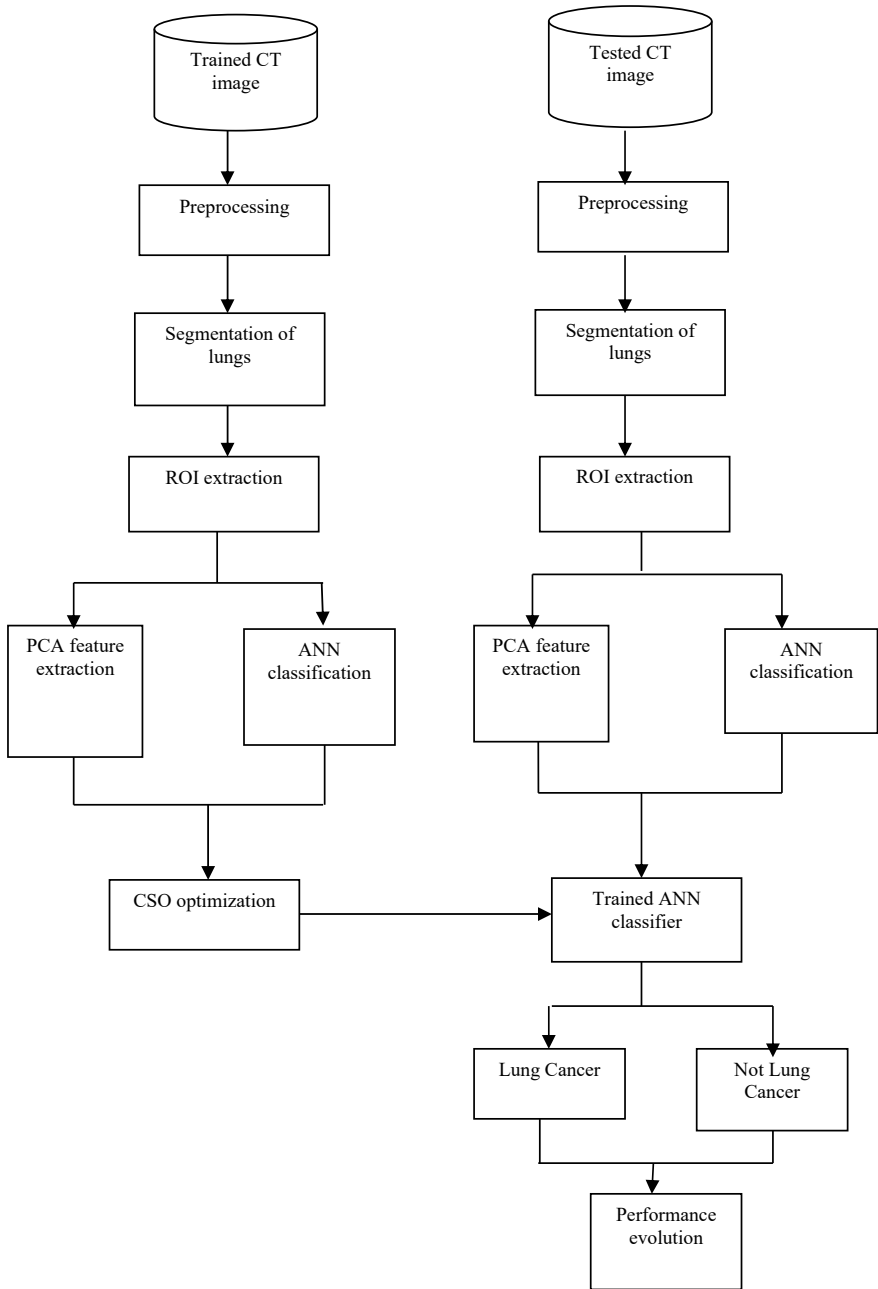 Trained CT
image
Tested CT
image
Preprocessing
Preprocessing
Segmentation of
lungs
Segmentation of
lungs
ROI extraction
ROI extraction
PCA feature
extraction
ANN
classification
PCA feature
extraction
ANN
classification
CSO optimization
Trained ANN
classifier
Lung Cancer
Not Lung
Cancer
Performance
evolution